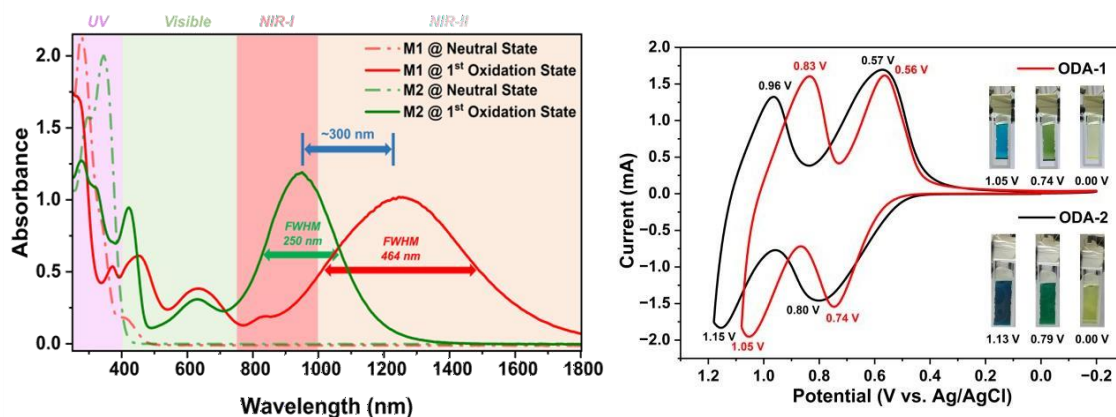 UV Visible NIR-I NIR-II
M1 @ Neutral State
M1 @ 1st Oxidation State
M2 @ Neutral State
M2 @ 1st Oxidation State
~300 nm
FWHM
250 nm
FWHM
464 nm
Absorbance
2.0
1.5
1.0
0.5
0.0
400 600 800 1000 1200 1400 1600 1800
Wavelength (nm)
2.0
1.5
1.0
0.5
0.0
−0.5
−1.0
−1.5
−2.0
Current (mA)
0.96 V
0.83 V
0.57 V
0.56 V
ODA-1
1.05 V 0.74 V 0.00 V
ODA-2
1.13 V 0.79 V 0.00 V
1.15 V
1.05 V
0.80 V
0.74 V
1.2 1.0 0.8 0.6 0.4 0.2 0.0 −0.2
Potential (V vs. Ag/AgCl)